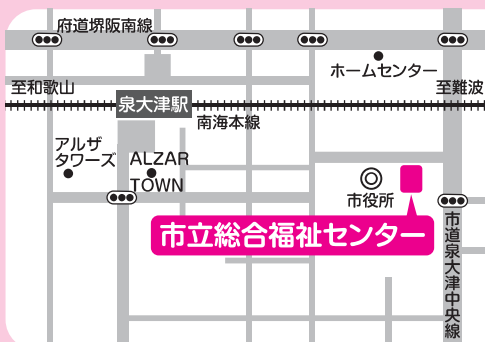 府道堺阪南線
ホームセンター
至和歌山
至難波
泉大津駅
南海本線
アルザ
タワーズ
ALZAR
TOWN
市役所
市立総合福祉センター
市道泉大津中央線